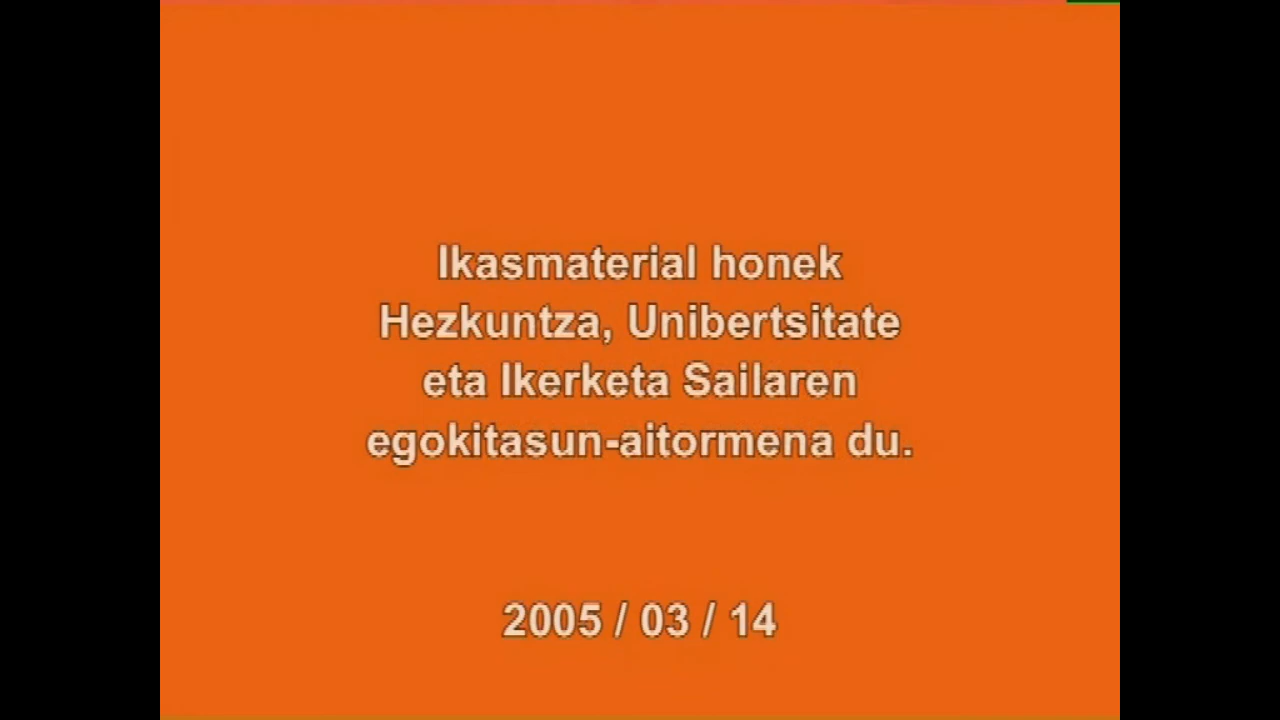 Ikasmaterial honek
Hezkuntza, Unibertsitate
eta Ikerketa Sailaren
egokitasun-aitormena du.
2005 / 03 / 14